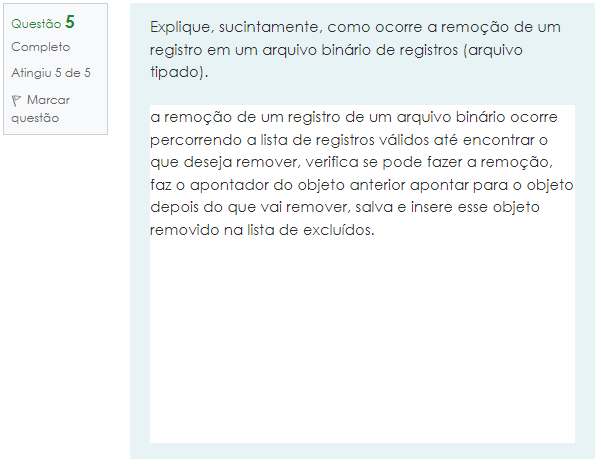 Questão 5
Completo
Atingiu 5 de 5
Marcar
questão
Explique, sucintamente, como ocorre a remoção de um
registro em um arquivo binário de registros (arquivo
tipado).
a remoção de um registro de um arquivo binário ocorre
percorrendo a lista de registros válidos até encontrar o
que deseja remover, verifica se pode fazer a remoção,
faz o apontador do objeto anterior apontar para o objeto
depois do que vai remover, salva e insere esse objeto
removido na lista de excluídos.